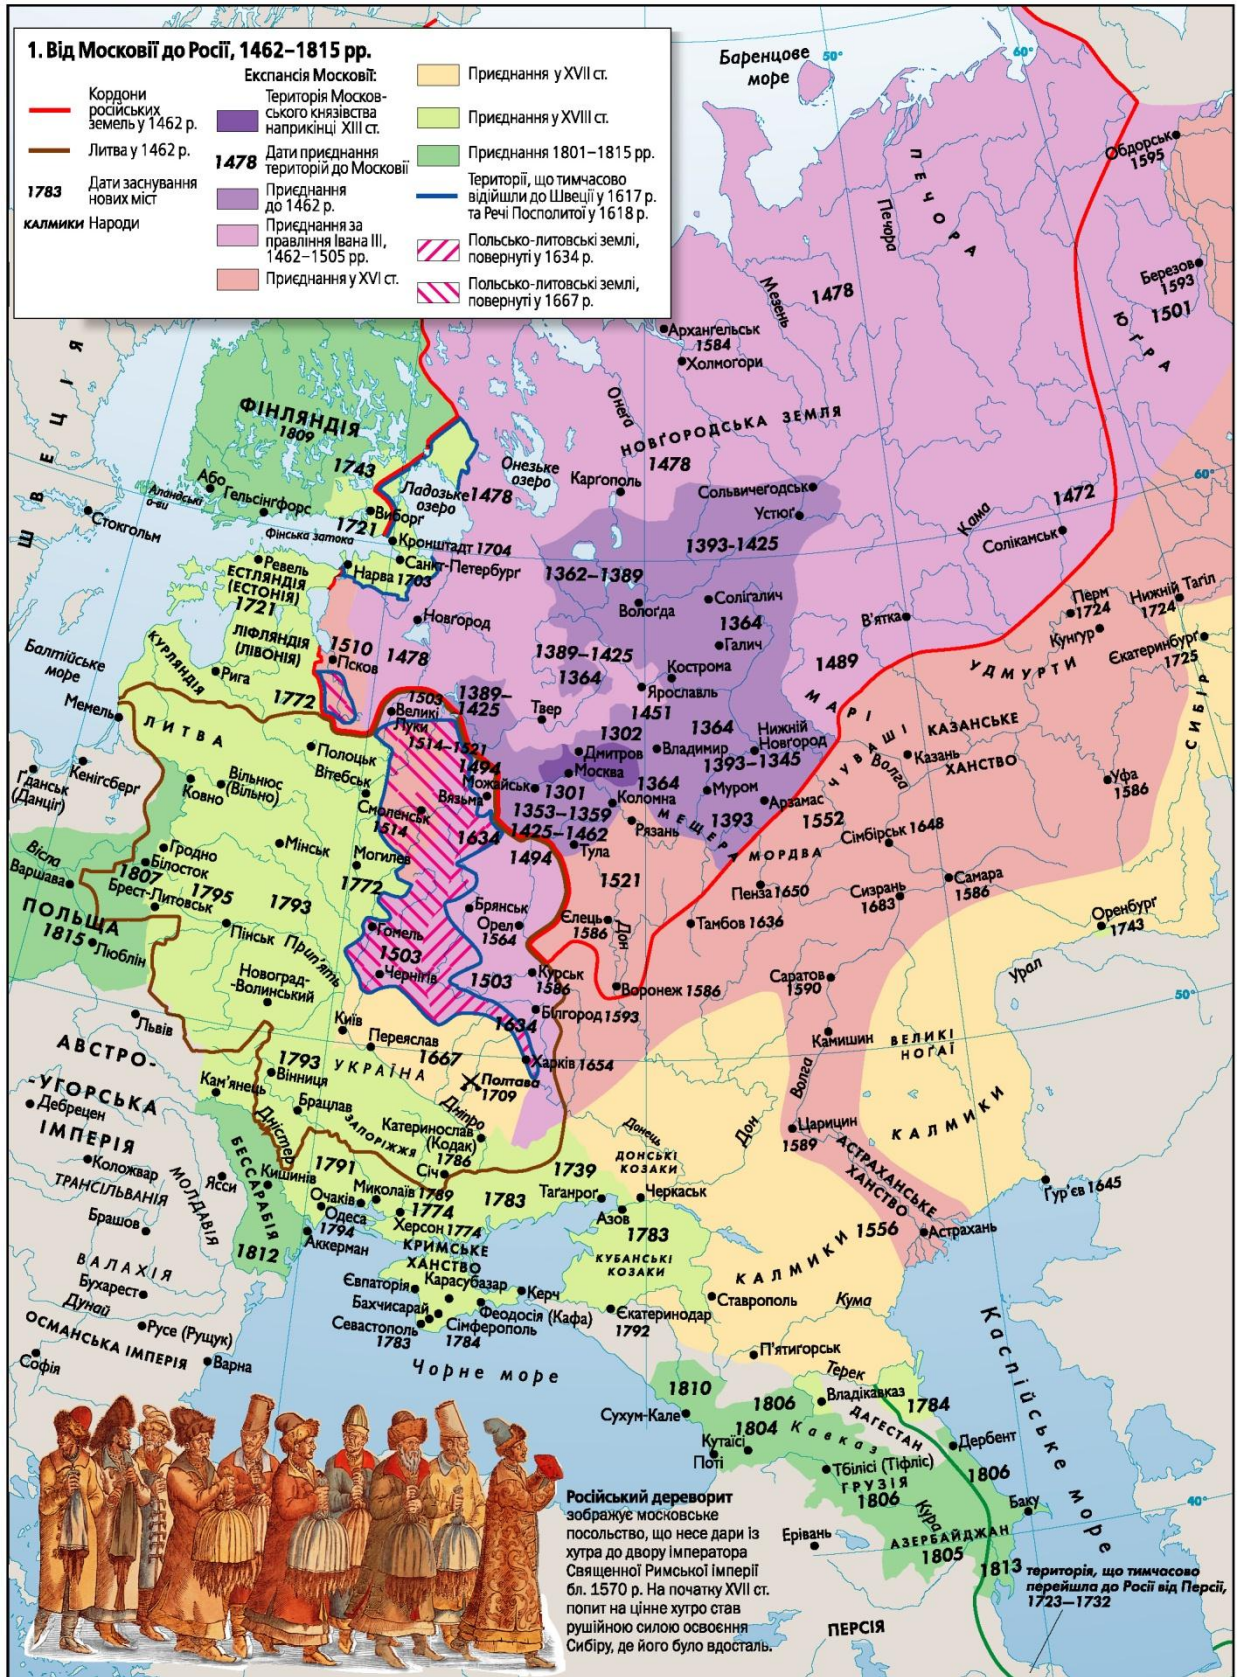 1. Від Московії до Росії, 1462–1815 рр.
Кордони
російських
земель у 1462 р.
Литва у 1462 р.
1783 Дати заснування
нових міст
КАЛМИКИ Народи
Експансія Московії:
Територія Москов-
ського князівства
наприкінці XIII ст.
1478 Дати приєднання
територій до Московії
Приєднання
до 1462 р.
Приєднання за
правління Івана III,
1462–1505 рр.
Приєднання у XVI ст.
Приєднання у XVII ст.
Приєднання у XVIII ст.
Приєднання 1801–1815 рр.
Території, що тимчасово
відійшли до Швеції у 1617 р.
та Речі Посполитої у 1618 р.
Польсько-литовські землі,
повернуті у 1634 р.
Польсько-литовські землі,
повернуті у 1667 р.
Баренцове
море
50°
60°
Обдорськ
1595
ПЕЧОРА
Печора
Березов
1593
1501
ЮГРА
Мезень
1478
Архангельськ
1584
Холмогори
Онега
НОВГОРОДСЬКА ЗЕМЛЯ
1478
ШВЕЦІЯ
ФІНЛЯНДІЯ
1809
1743
Або
Гельсінгфорс
Аландські
о-ви
Стокгольм
Фінська затока
1721
Виборг
Ладозьке
озеро
1478
Онезьке
озеро
Каргополь
Сольвичегодськ
Устюг
60°
1472
Кама
Солікамськ
Кронштадт 1704
Санкт-Петербург
Нарва 1703
1393-1425
1362–1389
Вологда
Солігалич
1364
Галич
В'ятка
Перм
1724
Нижній Тагіл
1724
Кунгур
Єкатеринбург
1725
УДМУРТИ
СИБІР
Ревель
ЕСТЛЯНДІЯ
(ЕСТОНІЯ)
1721
ЛІФЛЯНДІЯ
(ЛІВОНІЯ)
КУРЛЯНДІЯ
Балтійське
море
Рига
1772
1510
Псков
1478
Новгород
1389–1425
1364
Кострома
Ярославль
1451
1489
МАРІ
Мемель
ЛИТВА
1503
Великі
Луки
1514–1521
1389–
-1425
Твер
1302
Дмитров
Москва
1364
Владимир
Нижній
Новгород
1393–1345
ЧУВАШІ
КАЗАНСЬКЕ
ХАНСТВО
Казань
Волга
Уфа
1586
Полоцьк
Вітебськ
1494
Можайськ
Вязьма
1301
1353–1359
1425–1462
Коломна
1364
Муром
1393
Арзамас
1552
Сімбірськ 1648
МЕЩЕРА
Рязань
Тула
Кенігсберг
Гданськ
(Данціг)
Ковно
Вільнюс
(Вільно)
Смоленськ
1514
1634
1494
МОРДВА
Пенза 1650
Самара
1586
Сизрань
1683
Вісла
Варшава
Гродно
Білосток
1807
Брест-Литовськ
1795
Мінськ
Могилев
1772
1793
1521
Брянськ
Орел
1564
Єлець
1586
Дон
Тамбов 1636
Оренбург
1743
Урал
ПОЛЬЩА
1815
Люблін
Пінськ
Прип'ять
Гомель
1503
Чернігів
1503
Курськ
1586
Воронеж 1586
Саратов
1590
50°
Новоград-
-Волинський
1634
Білгород 1593
Камишин
ВЕЛИКІ
НОГАЇ
Львів
Київ
Переяслав
1667
УКРАЇНА
Харків 1654
Волга
АВСТРО-
-УГОРСЬКА
ІМПЕРІЯ
Дебрецен
1793
Вінниця
Кам'янець
Брацлав
Полтава
1709
Дніпро
Дністер
ЗАПОРІЖЖЯ
Катеринослав
(Кодак)
1786
Січ
Донець
ДОНСЬКІ
КОЗАКИ
Дон
Царицин
1589
КАЛМИКИ
АСТРАХАНСЬКЕ
ХАНСТВО
1556
Гур'єв 1645
Астрахань
Коложвар
ТРАНСІЛЬВАНІЯ
Брашов
МОЛДАВІЯ
Ясси
БЕССАРАБІЯ
Кишинів
1791
Очаків
Миколаїв 1789
1774
Одеса
1794
Аккерман
Херсон 1774
1783
1739
Таганрог
Черкаськ
Азов
1783
КУБАНСЬКІ
КОЗАКИ
КАЛМИКИ
1812
КРИМСЬКЕ
ХАНСТВО
Євпаторія
Карасубазар
Керч
Бахчисарай
Феодосія (Кафа)
Севастополь
1783
Сімферополь
1784
Єкатеринодар
1792
Ставрополь
Кума
ВАЛАХІЯ
Бухарест
Дунай
Русе (Рущук)
ОСМАНСЬКА ІМПЕРІЯ
Софія
Варна
Чорне море
П'ятигорськ
Терек
Владікавказ
1784
ДАГЕСТАН
Каспійське море
1810
Сухум-Кале
1806
1804
Кавказ
Кутаїсі
Поті
Тбілісі (Тіфліс)
ГРУЗІЯ
1806
Дербент
1806
Кура
Баку
40°
Ерівань
АЗЕРБАЙДЖАН
1805
1813
територія, що тимчасово
перейшла до Росії від Персії,
1723–1732
ПЕРСІЯ
Російський дереворит
зображує московське
посольство, що несе дари із
хутра до двору імператора
Священної Римської імперії
бл. 1570 р. На початку XVII ст.
попит на цінне хутро став
рушійною силою освоєння
Сибіру, де його було вдосталь.